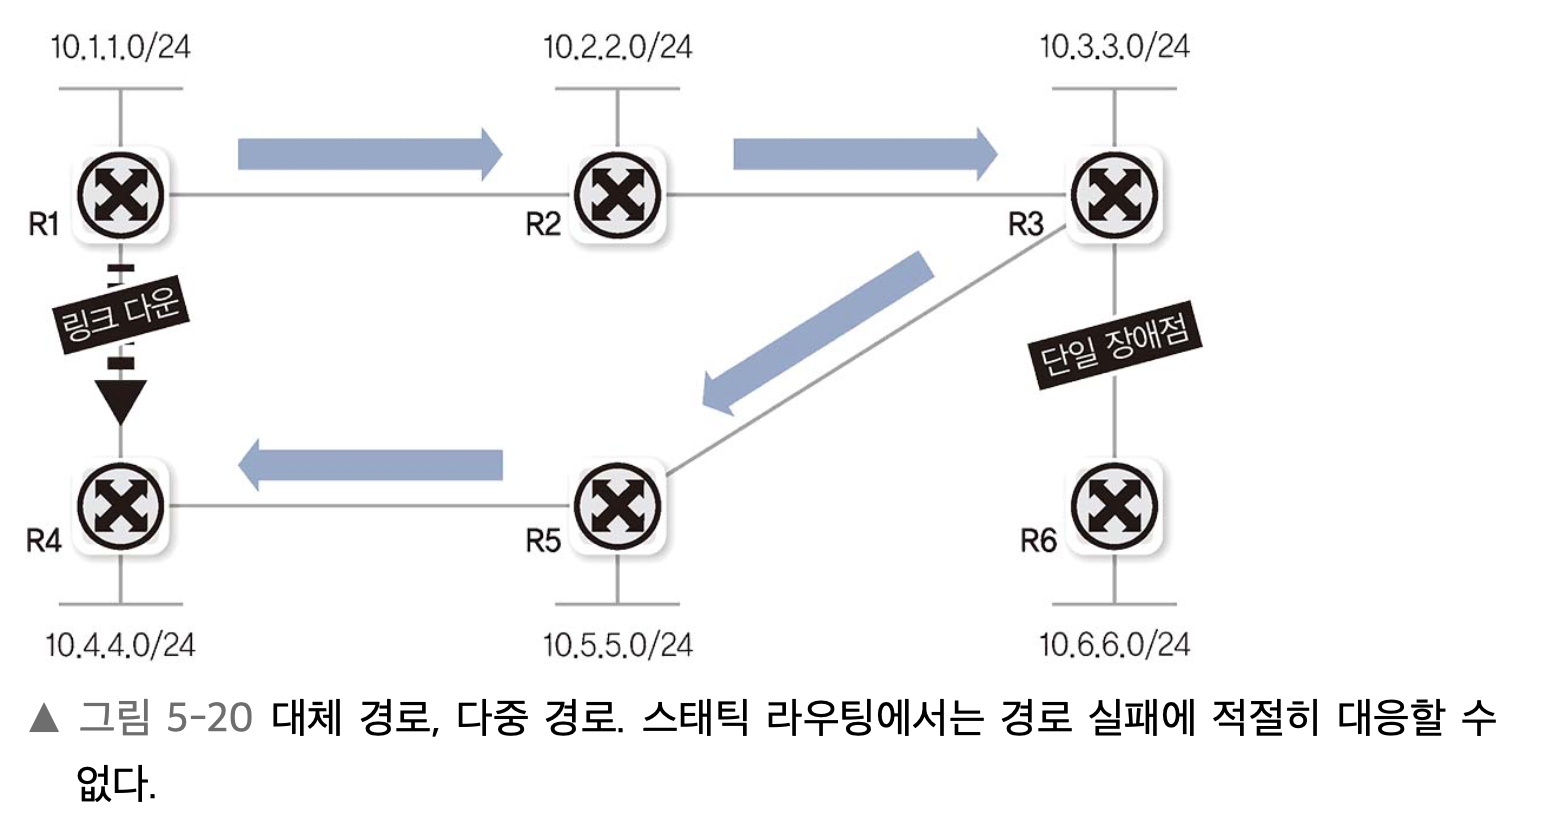 10.1.1.0/24
10.2.2.0/24
10.3.3.0/24
R1
R2
R3
링크 다운
단일 장애점
R4
R5
R6
10.4.4.0/24
10.5.5.0/24
10.6.6.0/24
▲ 그림 5-20 대체 경로, 다중 경로. 스태틱 라우팅에서는 경로 실패에 적절히 대응할 수
없다.